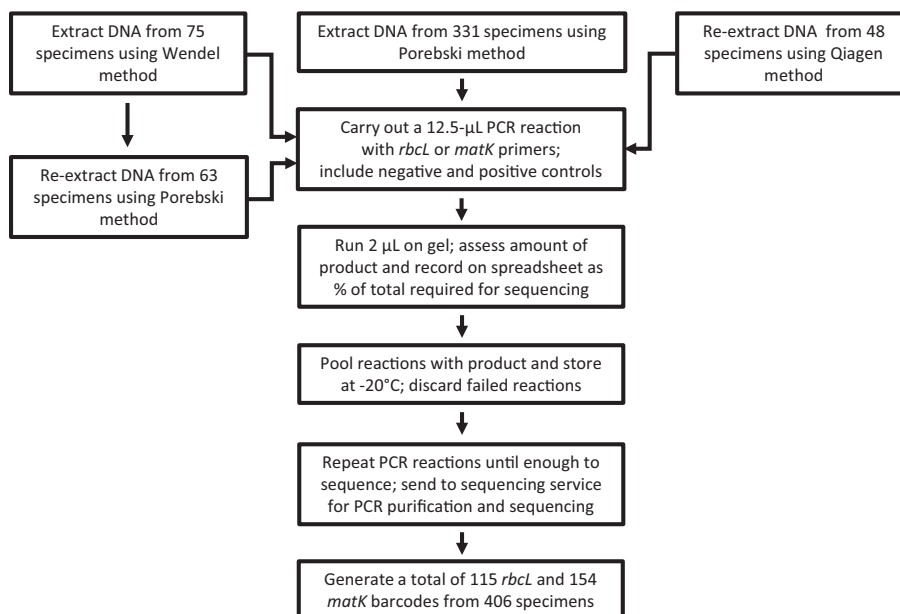 Extract DNA from 75
specimens using Wendel
method
Extract DNA from 331 specimens using
Porebski method
Re-extract DNA from 48
specimens using Qiagen
method
Carry out a 12.5-µL PCR reaction
with rbcL or matK primers;
include negative and positive controls
Re-extract DNA from 63
specimens using Porebski
method
Run 2 µL on gel; assess amount of
product and record on spreadsheet as
% of total required for sequencing
Pool reactions with product and store
at -20°C; discard failed reactions
Repeat PCR reactions until enough to
sequence; send to sequencing service
for PCR purification and sequencing
Generate a total of 115 rbcL and 154
matK barcodes from 406 specimens